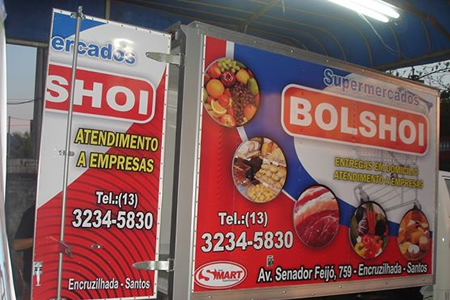 ermercados
SHOI
ATENDIMENTO
A EMPRESAS
Tel.:(13)
3234-5830
Encruzilhada - Santos
Supermercados
BOLSHOI
ENTREGAS EM DOMICÍLIO
ATENDIMENTO A EMPRESAS
Tel.:(13)
3234-5830
SMART
Av. Senador Feijó, 759 - Encruzilhada - Santos